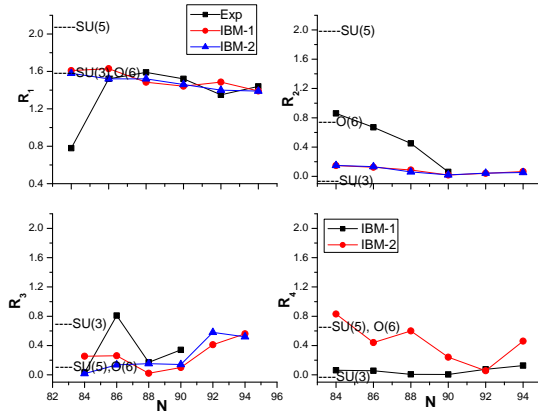 SU(5)
Exp
IBM-1
IBM-2
SU(3),O(6)
R1
2.0
1.6
1.2
0.8
0.4
SU(5)
O(6)
SU(3)
R2
2.0
1.6
1.2
0.8
0.4
0.0
SU(3)
SU(5),O(6)
R3
2.0
1.6
1.2
0.8
0.4
0.0
82 84 86 88 90 92 94 96
N
IBM-1
IBM-2
SU(5), O(6)
SU(3)
R4
2.0
1.6
1.2
0.8
0.4
0.0
84 86 88 90 92 94
N